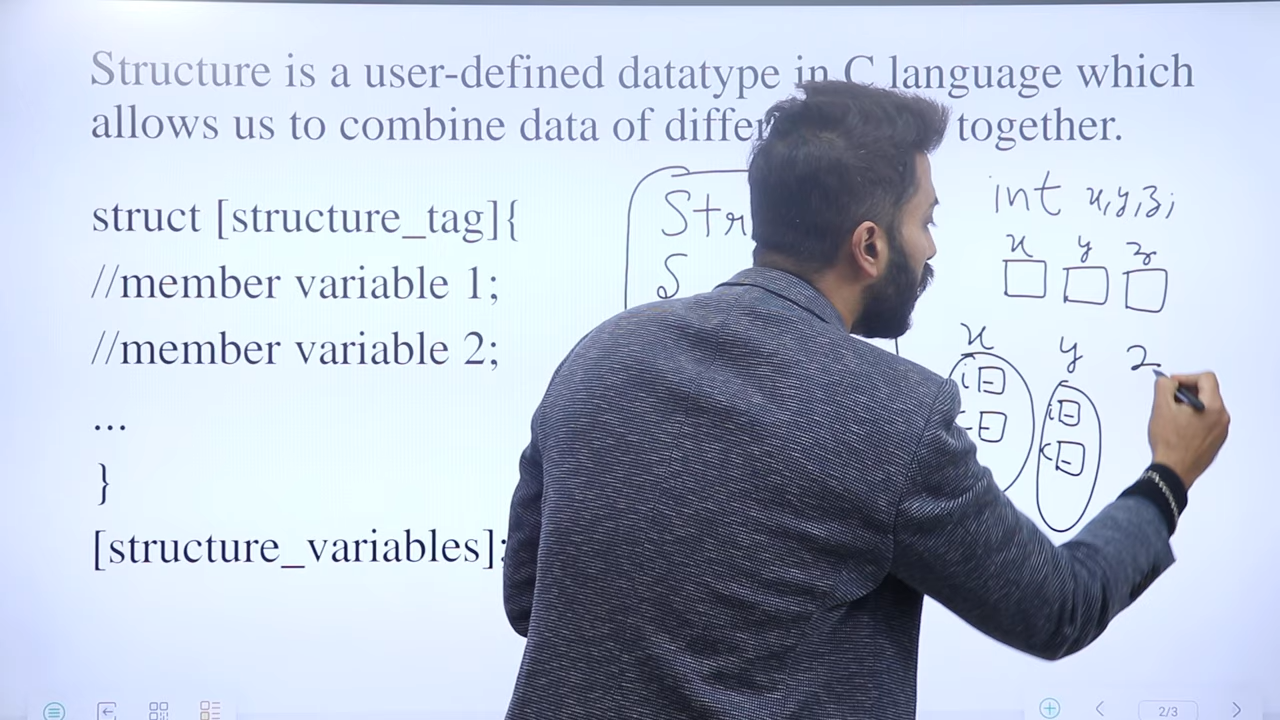 Structure is a user-defined datatype in C language which
allows us to combine data of differ together.
struct [structure_tag]{
//member variable 1;
//member variable 2;
...
}
[structure_variables];
Str
S
int x,y,z;
x y z
x y z
i i
c
2/3